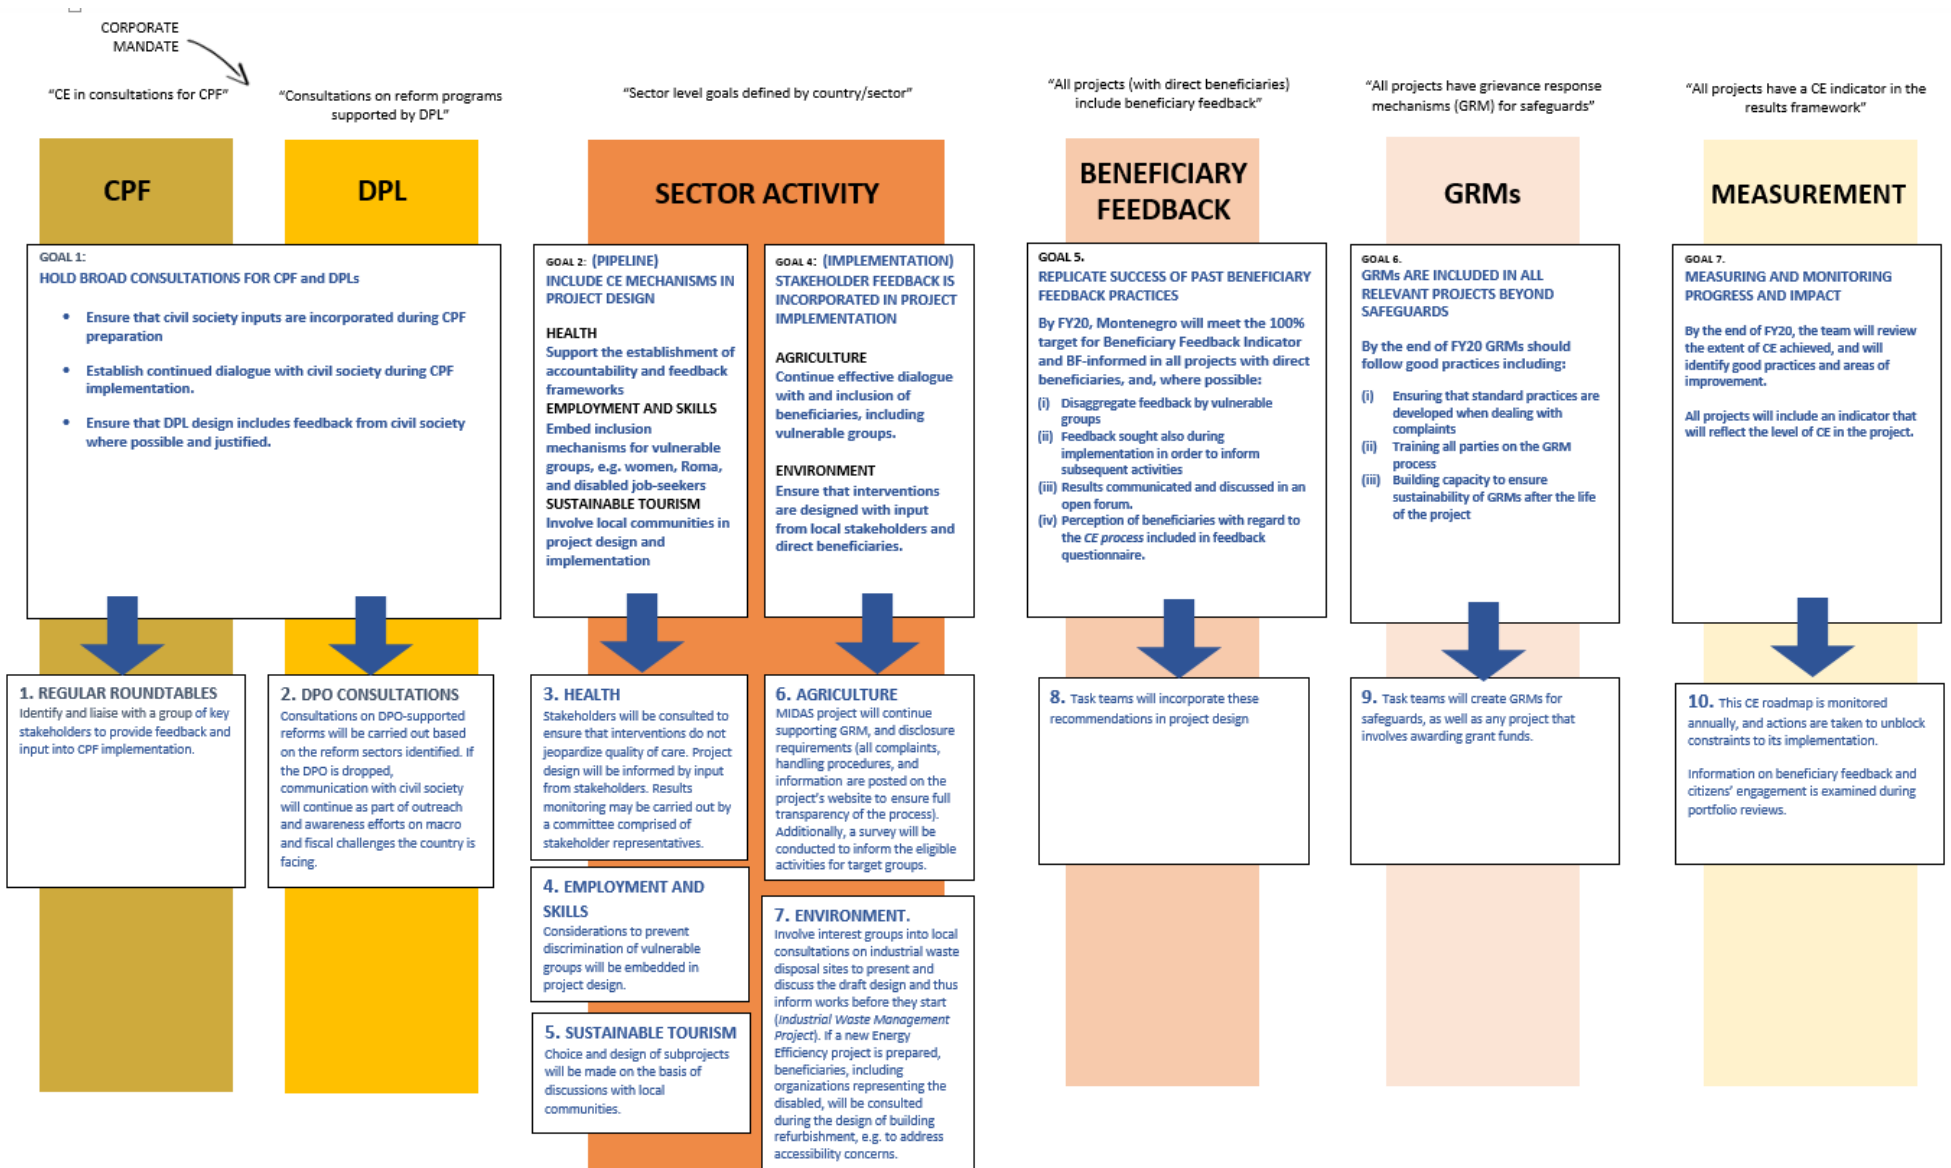 CORPORATE
MANDATE
"CE in consultations for CPF"
"Consultations on reform programs
supported by DPL"
"Sector level goals defined by country/sector"
"All projects (with direct beneficiaries)
include beneficiary feedback"
"All projects have grievance response
mechanisms (GRM) for safeguards"
"All projects have a CE indicator in the
results framework"
CPF
DPL
SECTOR ACTIVITY
BENEFICIARY
FEEDBACK
GRMs
MEASUREMENT
GOAL 1:
HOLD BROAD CONSULTATIONS FOR CPF and DPLs
• Ensure that civil society inputs are incorporated during CPF
preparation
• Establish continued dialogue with civil society during CPF
implementation.
• Ensure that DPL design includes feedback from civil society
where possible and justified.
GOAL 2: (PIPELINE)
INCLUDE CE MECHANISMS IN
PROJECT DESIGN
HEALTH
Support the establishment of
accountability and feedback
frameworks
EMPLOYMENT AND SKILLS
Embed inclusion
mechanisms for vulnerable
groups, e.g. women, Roma,
and disabled job-seekers
SUSTAINABLE TOURISM
Involve local communities in
project design and
implementation
GOAL 4: (IMPLEMENTATION)
STAKEHOLDER FEEDBACK IS
INCORPORATED IN PROJECT
IMPLEMENTATION
AGRICULTURE
Continue effective dialogue
with and inclusion of
beneficiaries, including
vulnerable groups.
ENVIRONMENT
Ensure that interventions
are designed with input
from local stakeholders and
direct beneficiaries.
GOAL 5.
REPLICATE SUCCESS OF PAST BENEFICIARY
FEEDBACK PRACTICES
By FY20, Montenegro will meet the 100%
target for Beneficiary Feedback Indicator
and BF-informed in all projects with direct
beneficiaries, and, where possible:
(i) Disaggregate feedback by vulnerable
groups
(ii) Feedback sought also during
implementation in order to inform
subsequent activities
(iii) Results communicated and discussed in an
open forum.
(iv) Perception of beneficiaries with regard to
the CE process included in feedback
questionnaire.
GOAL 6.
GRMs ARE INCLUDED IN ALL
RELEVANT PROJECTS BEYOND
SAFEGUARDS
By the end of FY20 GRMs should
follow good practices including:
(i) Ensuring that standard practices are
developed when dealing with
complaints
(ii) Training all parties on the GRM
process
(iii) Building capacity to ensure
sustainability of GRMs after the life
of the project
GOAL 7.
MEASURING AND MONITORING
PROGRESS AND IMPACT
By the end of FY20, the team will review
the extent of CE achieved, and will
identify good practices and areas of
improvement.
All projects will include an indicator that
will reflect the level of CE in the project.
1. REGULAR ROUNDTABLES
Identify and liaise with a group of key
stakeholders to provide feedback and
input into CPF implementation.
2. DPO CONSULTATIONS
Consultations on DPO-supported
reforms will be carried out based
on the reform sectors identified. If
the DPO is dropped,
communication with civil society
will continue as part of outreach
and awareness efforts on macro
and fiscal challenges the country is
facing.
3. HEALTH
Stakeholders will be consulted to
ensure that interventions do not
jeopardize quality of care. Project
design will be informed by input
from stakeholders. Results
monitoring may be carried out by
a committee comprised of
stakeholder representatives.
4. EMPLOYMENT AND
SKILLS
Considerations to prevent
discrimination of vulnerable
groups will be embedded in
project design.
5. SUSTAINABLE TOURISM
Choice and design of subprojects
will be made on the basis of
discussions with local
communities.
6. AGRICULTURE
MIDAS project will continue
supporting GRM, and disclosure
requirements (all complaints,
handling procedures, and
information are posted on the
project's website to ensure full
transparency of the process).
Additionally, a survey will be
conducted to inform the eligible
activities for target groups.
7. ENVIRONMENT.
Involve interest groups into local
consultations on industrial waste
disposal sites to present and
discuss the draft design and thus
inform works before they start
(Industrial Waste Management
Project). If a new Energy
Efficiency project is prepared,
beneficiaries, including
organizations representing the
disabled, will be consulted
during the design of building
refurbishment, e.g. to address
accessibility concerns.
8. Task teams will incorporate these
recommendations in project design
9. Task teams will create GRMs for
safeguards, as well as any project that
involves awarding grant funds.
10. This CE roadmap is monitored
annually, and actions are taken to unblock
constraints to its implementation.
Information on beneficiary feedback and
citizens' engagement is examined during
portfolio reviews.